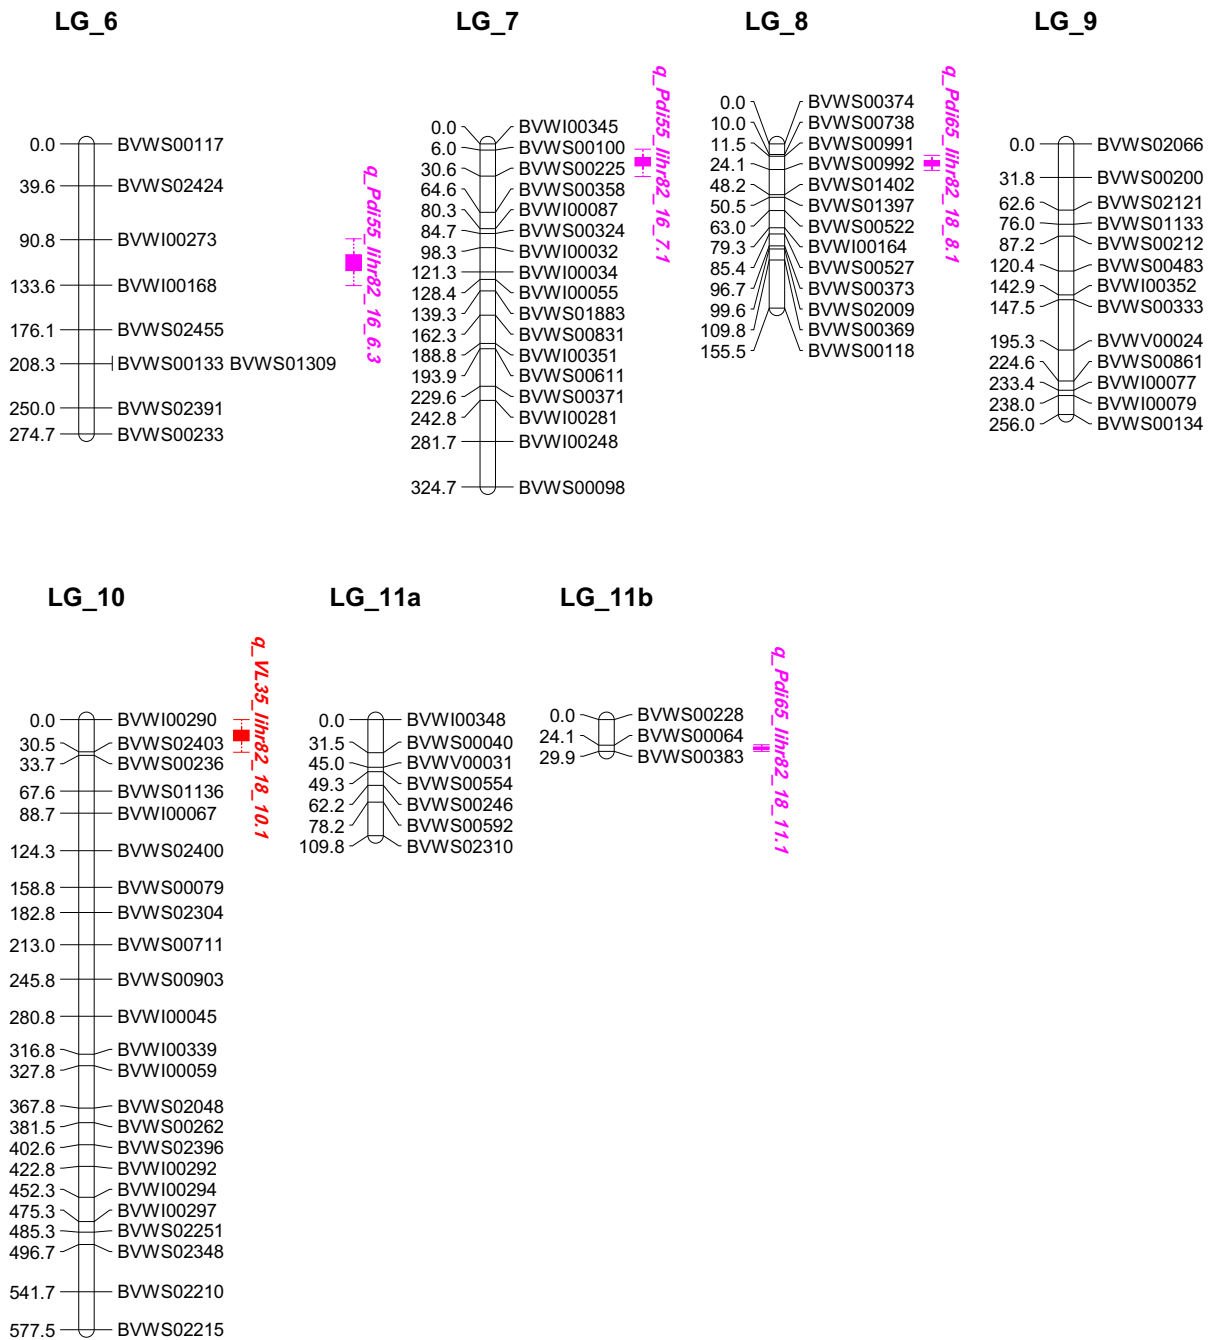 LG_6
0.0 BVWS00117
39.6 BVWS02424
90.8 BVWI00273
133.6 BVWI00168
176.1 BVWS02455
208.3 BVWS00133 BVWS01309
250.0 BVWS02391
274.7 BVWS00233
q_Pdi55_Iihr82_16_6.3
LG_7
0.0 BVWI00345
6.0 BVWS00100
30.6 BVWS00225
64.6 BVWS00358
80.3 BVWI00087
84.7 BVWS00324
98.3 BVWI00032
121.3 BVWI00034
128.4 BVWI00055
139.3 BVWS01883
162.3 BVWS00831
188.8 BVWI00351
193.9 BVWS00611
229.6 BVWS00371
242.8 BVWI00281
281.7 BVWI00248
324.7 BVWS00098
q_Pdi55_Iihr82_16_7.1
LG_8
0.0 BVWS00374
10.0 BVWS00738
11.5 BVWS00991
24.1 BVWS00992
48.2 BVWS01402
50.5 BVWS01397
63.0 BVWS00522
79.3 BVWI00164
85.4 BVWS00527
96.7 BVWS00373
99.6 BVWS02009
109.8 BVWS00369
155.5 BVWS00118
q_Pdi65_Iihr82_18_8.1
LG_9
0.0 BVWS02066
31.8 BVWS00200
62.6 BVWS02121
76.0 BVWS01133
87.2 BVWS00212
120.4 BVWS00483
142.9 BVWI00352
147.5 BVWS00333
195.3 BVWV00024
224.6 BVWS00861
233.4 BVWI00077
238.0 BVWI00079
256.0 BVWS00134
LG_10
0.0 BVWI00290
30.5 BVWS02403
33.7 BVWS00236
67.6 BVWS01136
88.7 BVWI00067
124.3 BVWS02400
158.8 BVWS00079
182.8 BVWS02304
213.0 BVWS00711
245.8 BVWS00903
280.8 BVWI00045
316.8 BVWI00339
327.8 BVWI00059
367.8 BVWS02048
381.5 BVWS00262
402.6 BVWS02396
422.8 BVWI00292
452.3 BVWI00294
475.3 BVWI00297
485.3 BVWS02251
496.7 BVWS02348
541.7 BVWS02210
577.5 BVWS02215
q_VL35_Iihr82_18_10.1
LG_11a
0.0 BVWI00348
31.5 BVWS00040
45.0 BVWV00031
49.3 BVWS00554
62.2 BVWS00246
78.2 BVWS00592
109.8 BVWS02310
LG_11b
0.0 BVWS00228
24.1 BVWS00064
29.9 BVWS00383
q_Pdi65_Iihr82_18_11.1